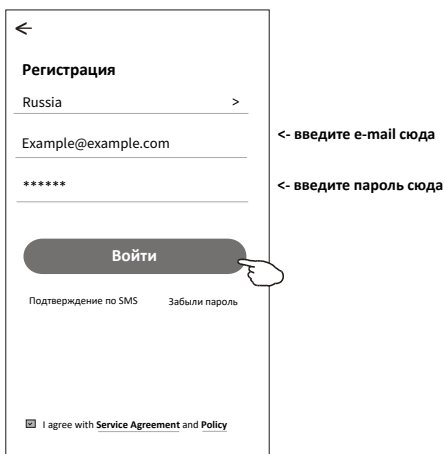 Регистрация
Russia >
Example@example.com
<- введите e-mail сюда
******
<- введите пароль сюда
Войти
Подтверждение по SMS Забыли пароль
I agree with Service Agreement and Policy